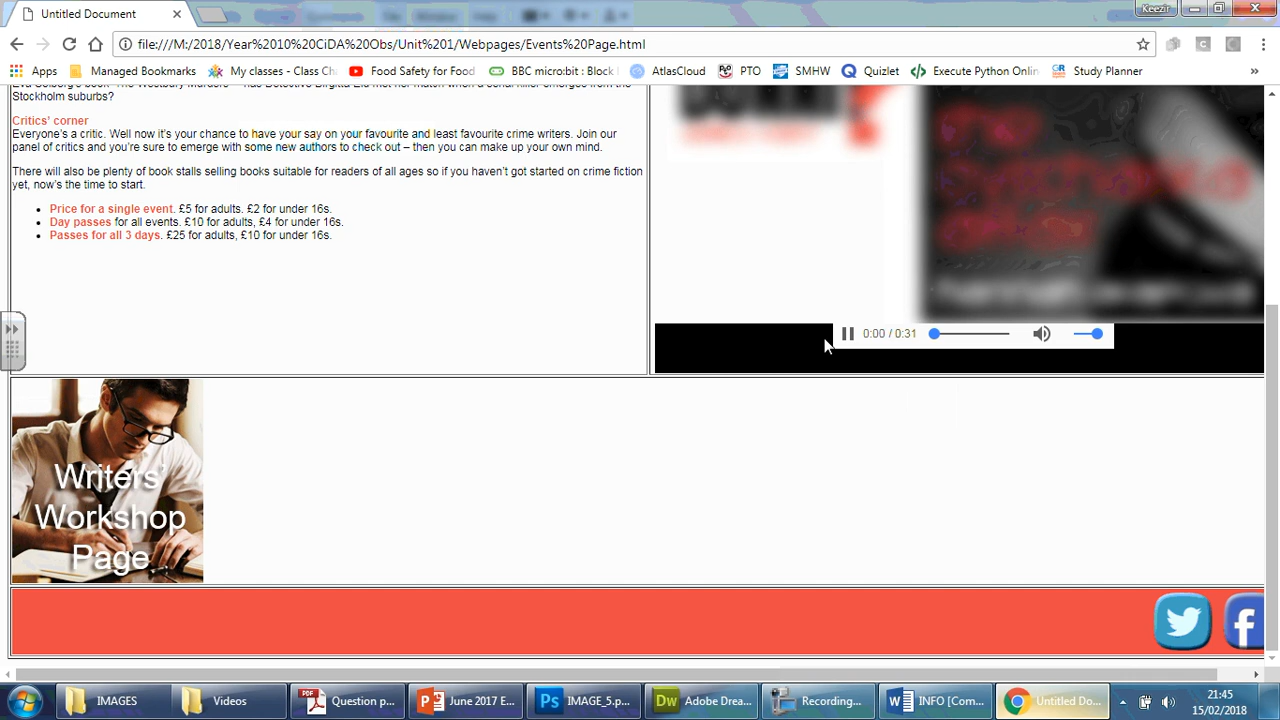 Untitled Document
Keezir
file:///M:/2018/Year%2010%20CiDA%20Obs/Unit%201/Webpages/Events%20Page.html
Apps Managed Bookmarks My classes - Class Cha Food Safety for Food BBC micro:bit : Block AtlasCloud PTO SMHW Quizlet Execute Python Onlin Study Planner »
Stockholm suburbs?
Critics' corner
Everyone's a critic. Well now it's your chance to have your say on your favourite and least favourite crime writers. Join our
panel of critics and you're sure to emerge with some new authors to check out – then you can make up your own mind.
There will also be plenty of book stalls selling books suitable for readers of all ages so if you haven't got started on crime fiction
yet, now's the time to start.
Price for a single event. £5 for adults. £2 for under 16s.
Day passes for all events. £10 for adults, £4 for under 16s.
Passes for all 3 days. £25 for adults, £10 for under 16s.
0:00 / 0:31
Writers'
Workshop
Page
IMAGES Videos Question p... June 2017 E... IMAGE_5.p... Adobe Drea... Recording... INFO [Com... Untitled Do...
21:45
15/02/2018